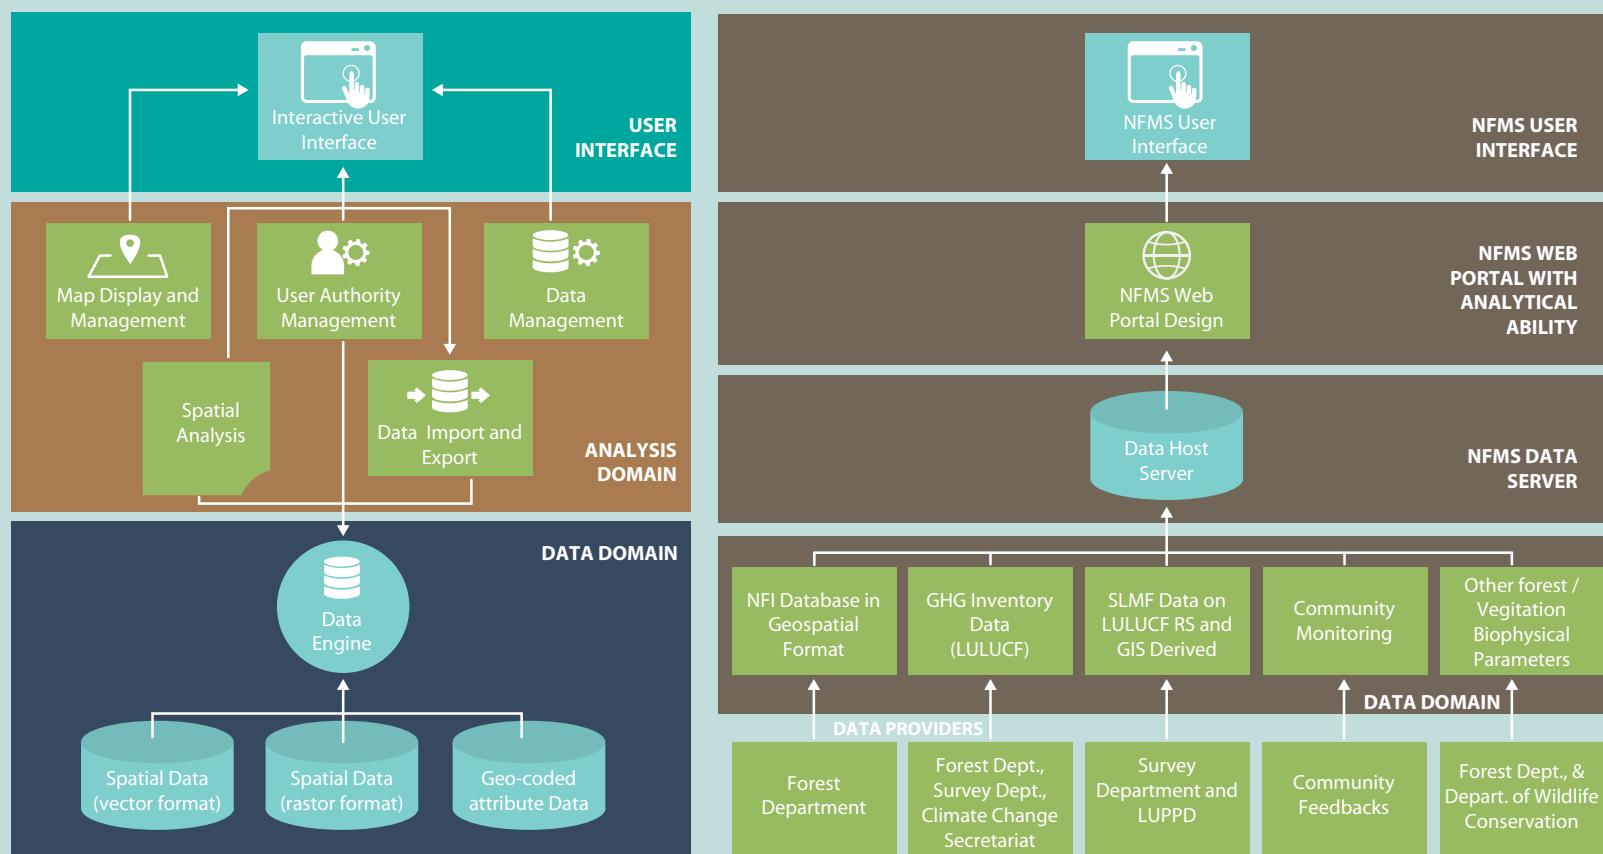 Interactive User
Interface
USER
INTERFACE
Map Display and
Management
User Authority
Management
Data
Management
Spatial
Analysis
Data Import and
Export
ANALYSIS
DOMAIN
DATA DOMAIN
Data
Engine
Spatial Data
(vector format)
Spatial Data
(rastor format)
Geo-coded
attribute Data
NFMS User
Interface
NFMS USER
INTERFACE
NFMS Web
Portal Design
NFMS WEB
PORTAL WITH
ANALYTICAL
ABILITY
Data Host
Server
NFMS DATA
SERVER
NFI Database in
Geospatial
Format
GHG Inventory
Data
(LULUCF)
SLMF Data on
LULUCF RS and
GIS Derived
Community
Monitoring
Other forest /
Vegitation
Biophysical
Parameters
DATA DOMAIN
DATA PROVIDERS
Forest
Department
Forest Dept.,
Survey Dept.,
Climate Change
Secretariat
Survey
Department and
LUPPD
Community
Feedbacks
Forest Dept., &
Depart. of Wildlife
Conservation